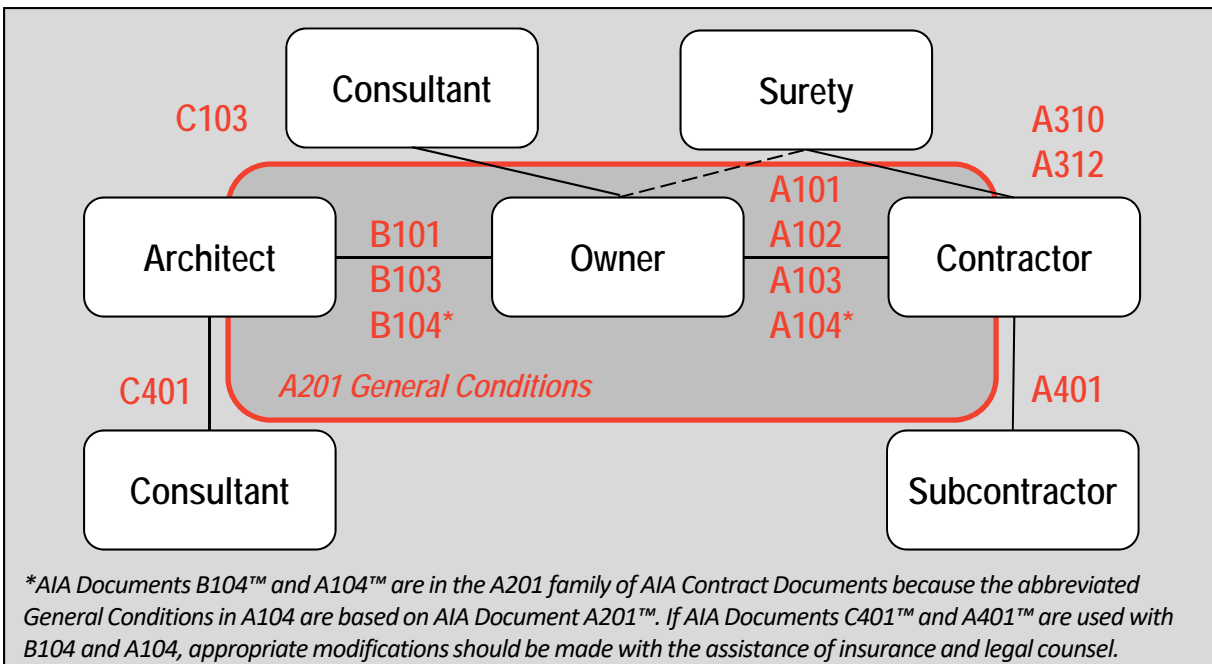 Consultant
Surety
C103
A310
A312
A101
Architect
B101
Owner
A102
Contractor
B103
A103
B104*
A104*
C401
A201 General Conditions
A401
Consultant
Subcontractor
*AIA Documents B104™ and A104™ are in the A201 family of AIA Contract Documents because the abbreviated
General Conditions in A104 are based on AIA Document A201™. If AIA Documents C401™ and A401™ are used with
B104 and A104, appropriate modifications should be made with the assistance of insurance and legal counsel.